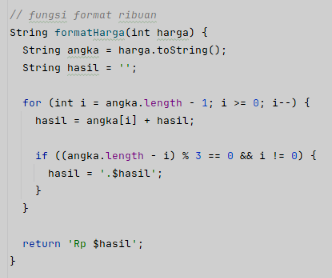 // fungsi format ribuan
String formatHarga(int harga) {
  String angka = harga.toString();
  String hasil = '';

  for (int i = angka.length - 1; i >= 0; i--) {
    hasil = angka[i] + hasil;

    if ((angka.length - i) % 3 == 0 && i != 0) {
      hasil = '.$hasil';
    }
  }

  return 'Rp $hasil';
}